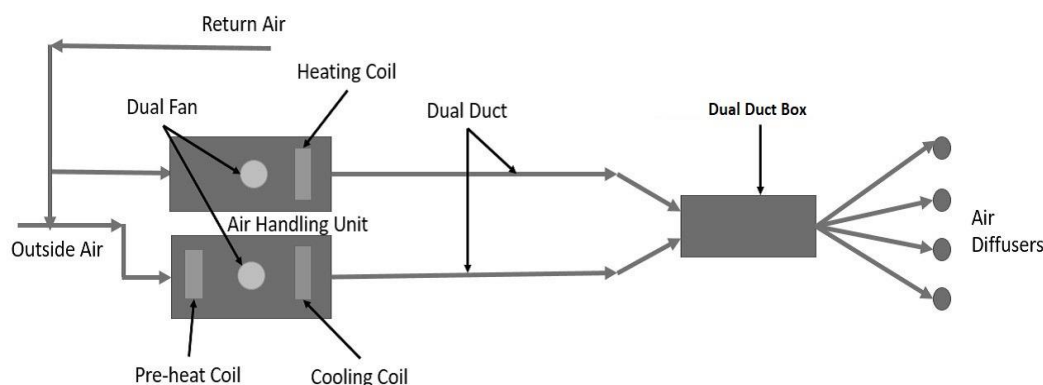 Return Air
Heating Coil
Dual Fan
Dual Duct
Dual Duct Box
Air Handling Unit
Outside Air
Air
Diffusers
Pre-heat Coil
Cooling Coil